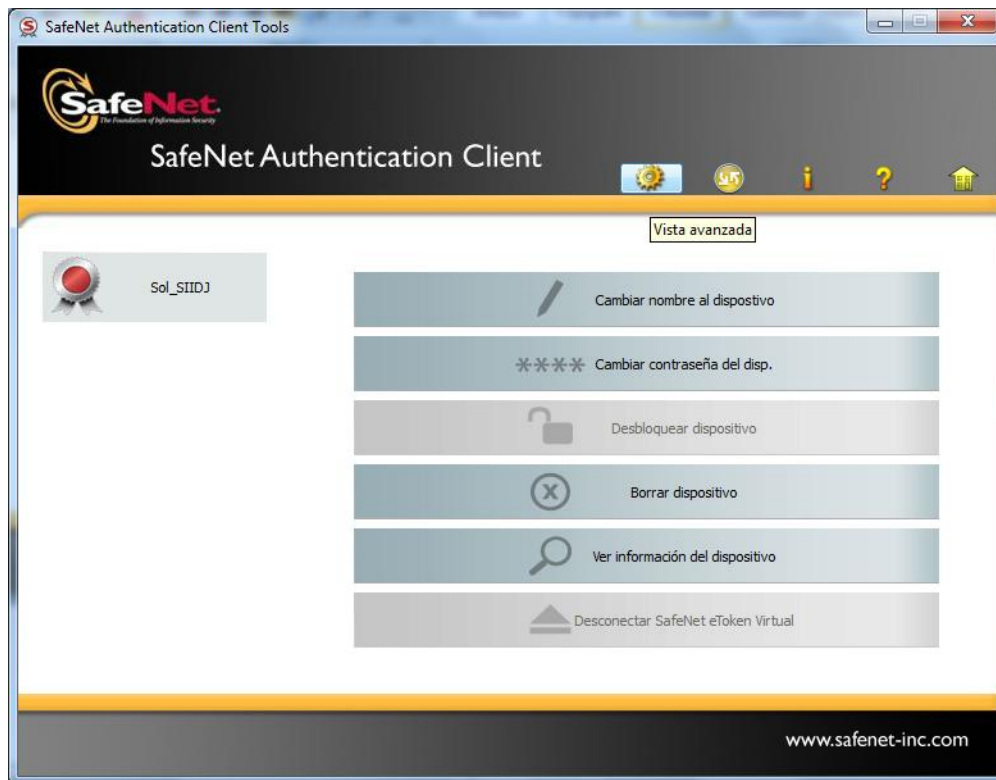 SafeNet Authentication Client Tools
SafeNet.
The Foundation of Information Security
SafeNet Authentication Client
Vista avanzada
Sol_SIIDJ
Cambiar nombre al dispostivo
**** Cambiar contraseña del disp.
Desbloquear dispositivo
Borrar dispositivo
Ver información del dispositivo
Desconectar SafeNet eToken Virtual
www.safenet-inc.com